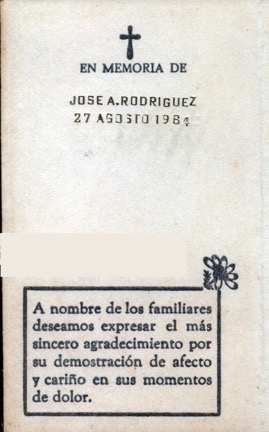 EN MEMORIA DE
JOSE A. RODRIGUEZ
27 AGOSTO 1984
A nombre de los familiares
deseamos expresar el más
sincero agradecimiento por
su demostración de afecto
y cariño en sus momentos
de dolor.